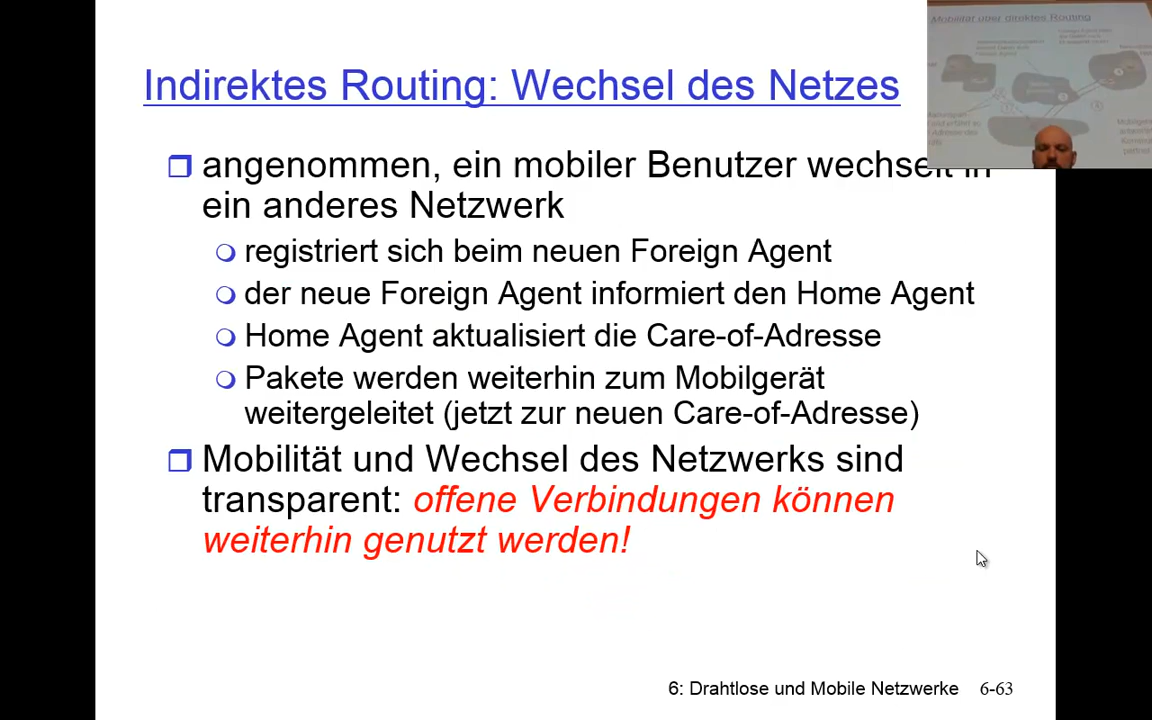 Indirektes Routing: Wechsel des Netzes
angenommen, ein mobiler Benutzer wechselt in
ein anderes Netzwerk
registriert sich beim neuen Foreign Agent
der neue Foreign Agent informiert den Home Agent
Home Agent aktualisiert die Care-of-Adresse
Pakete werden weiterhin zum Mobilgerät
weitergeleitet (jetzt zur neuen Care-of-Adresse)
Mobilität und Wechsel des Netzwerks sind
transparent: offene Verbindungen können
weiterhin genutzt werden!
6: Drahtlose und Mobile Netzwerke 6-63
Mobilität über direktes Routing